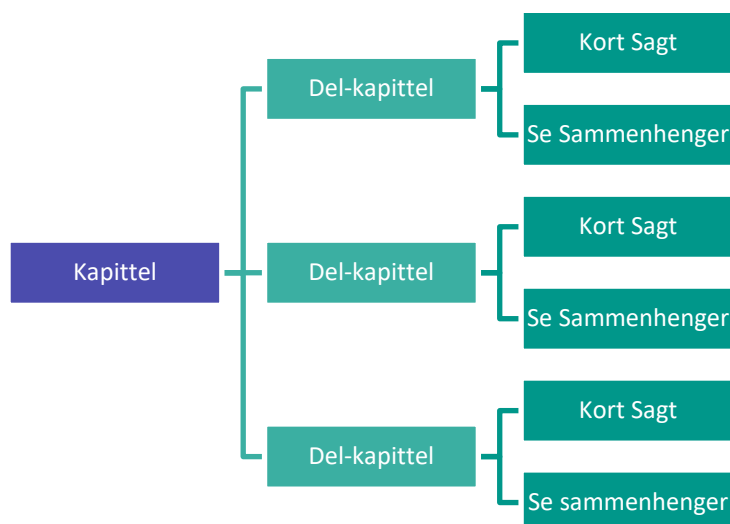 Kapittel
Del-kapittel
Kort Sagt
Se Sammenhenger
Del-kapittel
Kort Sagt
Se Sammenhenger
Del-kapittel
Kort Sagt
Se sammenhenger